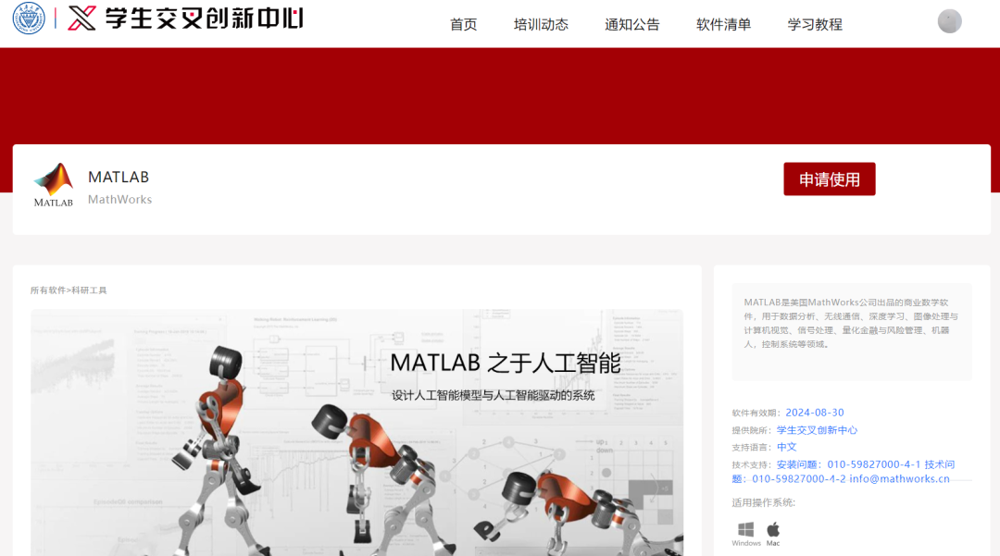 学生交叉创新中心
首页 培训动态 通知公告 软件清单 学习教程
MATLAB
MATLAB
MathWorks
申请使用
所有软件>科研工具
MATLAB 之于人工智能
设计人工智能模型与人工智能驱动的系统
MATLAB是美国MathWorks公司出品的商业数学软
件，用于数据分析、无线通信、深度学习、图像处理与
计算机视觉、信号处理、量化金融与风险管理、机器
人，控制系统等领域。
软件有效期：2024-08-30
提供院所：学生交叉创新中心
支持语言：中文
技术支持：安装问题：010-59827000-4-1 技术问
题：010-59827000-4-2 info@mathworks.cn
适用操作系统:
Windows Mac